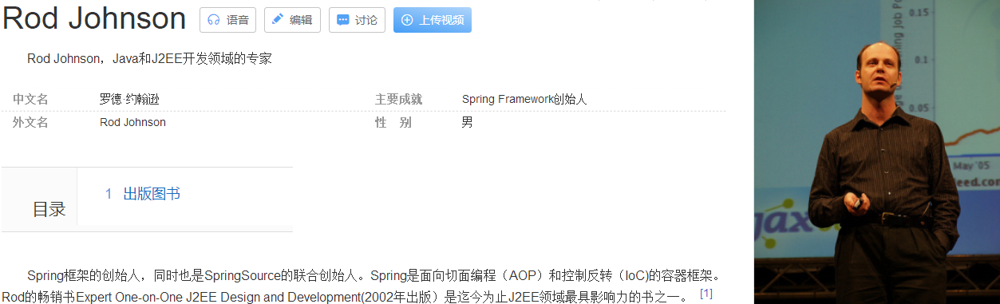 Rod Johnson 语音 编辑 讨论 上传视频
Rod Johnson，Java和J2EE开发领域的专家
中文名 罗德·约翰逊 主要成就 Spring Framework创始人
外文名 Rod Johnson 性 别 男
目录 1 出版图书
Spring框架的创始人，同时也是SpringSource的联合创始人。Spring是面向切面编程（AOP）和控制反转（IoC)的容器框架。
Rod的畅销书Expert One-on-One J2EE Design and Development(2002年出版）是迄今为止J2EE领域最具影响力的书之一。 [1]
0.15
0.1
0.05
May '05
deed.com
jax